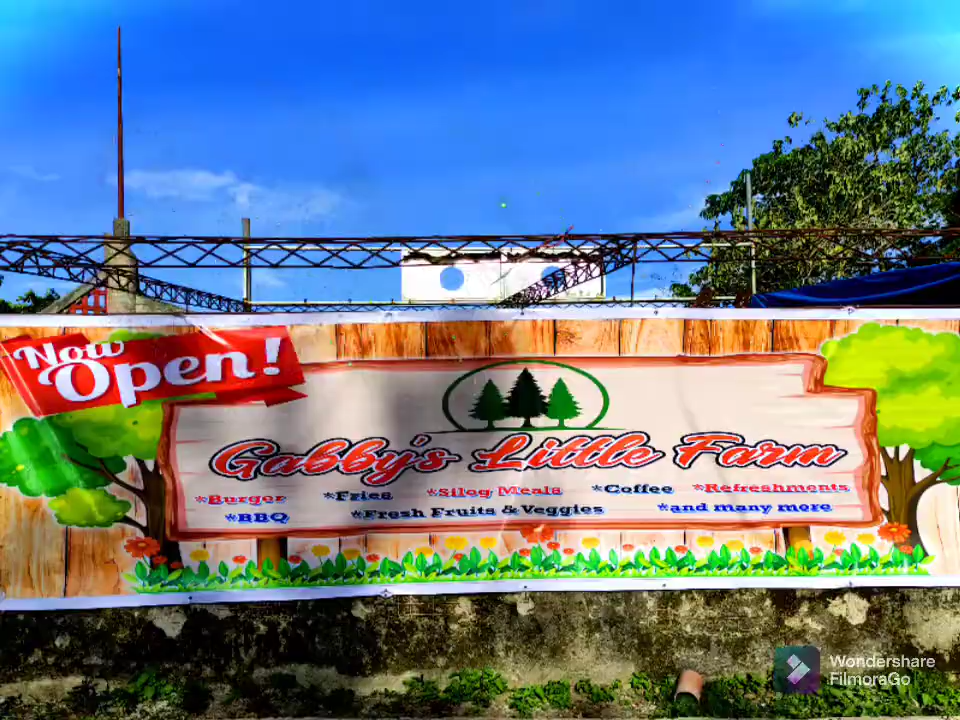 Now
Open!
Gabby's Little Farm
*Burger *Fries *Silog Meals *Coffee *Refreshments
*BBQ *Fresh Fruits & Veggies *and many more
Wondershare
FilmoraGo